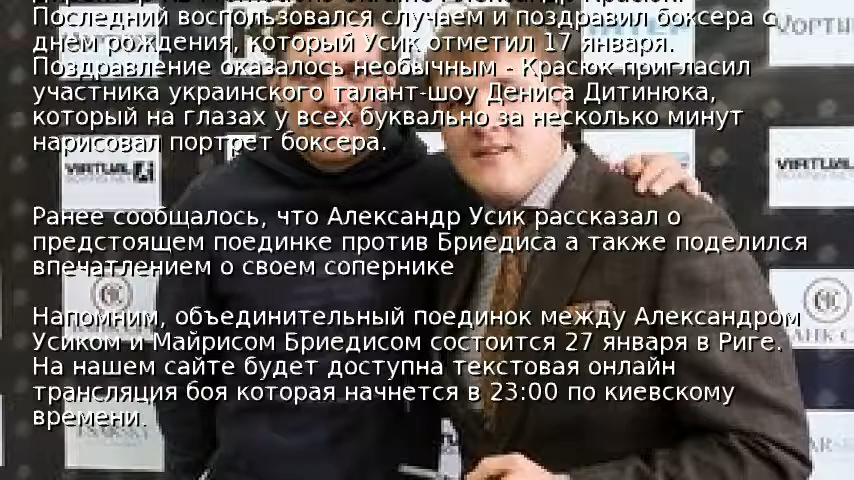 Последний воспользовался случаем и поздравил боксера с
днем рождения, который Усик отметил 17 января.
Поздравление оказалось необычным - Красюк пригласил
участника украинского талант-шоу Дениса Дитинюка,
который на глазах у всех буквально за несколько минут
нарисовал портрет боксера.
VIRTUAL
VIRTUAL
Ранее сообщалось, что Александр Усик рассказал о
предстоящем поединке против Бриедиса а также поделился
впечатлением о своем сопернике
Напомним, объединительный поединок между Александром
Усиком и Майрисом Бриедисом состоится 27 января в Риге.
На нашем сайте будет доступна текстовая онлайн
трансляция боя которая начнется в 23:00 по киевскому
времени.